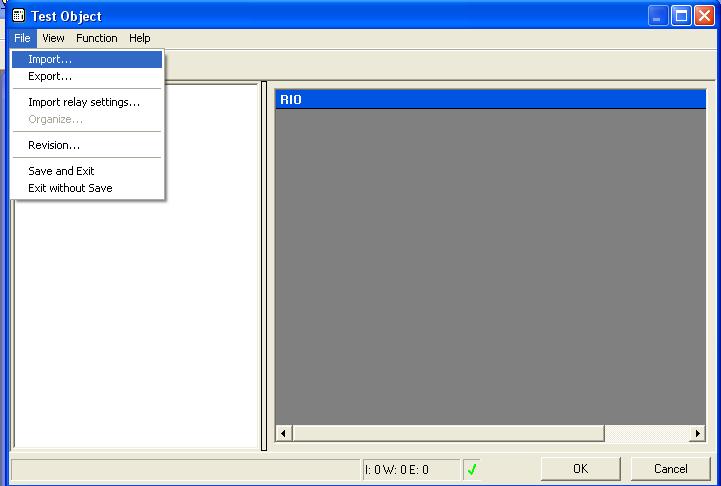 Test Object
File View Function Help
Import...
Export...
Import relay settings...
Organize...
Revision...
Save and Exit
Exit without Save
RIO
I: 0 W: 0 E: 0
OK
Cancel